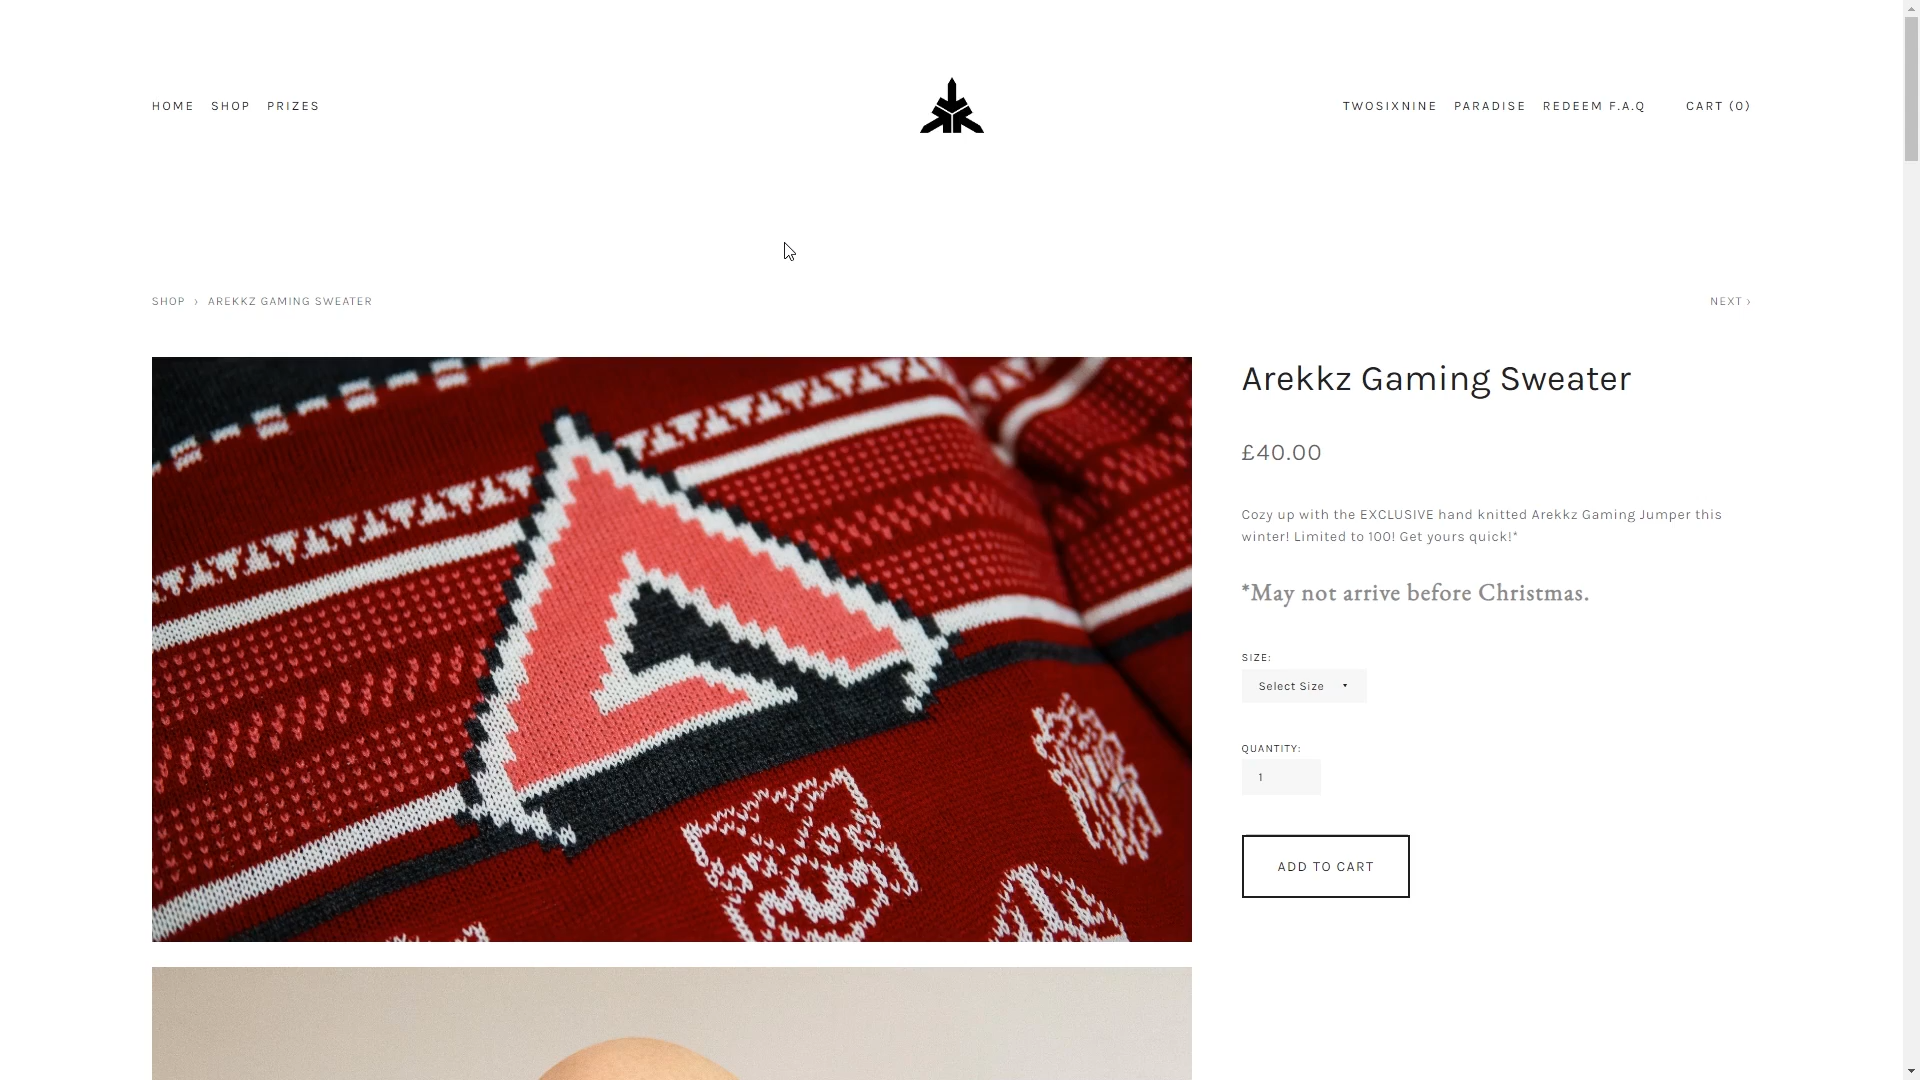 HOME SHOP PRIZES
TWOSIXNINE PARADISE REDEEM F.A.Q CART (0)
SHOP › AREKKZ GAMING SWEATER
NEXT ›
Arekkz Gaming Sweater
£40.00
Cozy up with the EXCLUSIVE hand knitted Arekkz Gaming Jumper this
winter! Limited to 100! Get yours quick!*
*May not arrive before Christmas.
SIZE:
Select Size
QUANTITY:
1
ADD TO CART